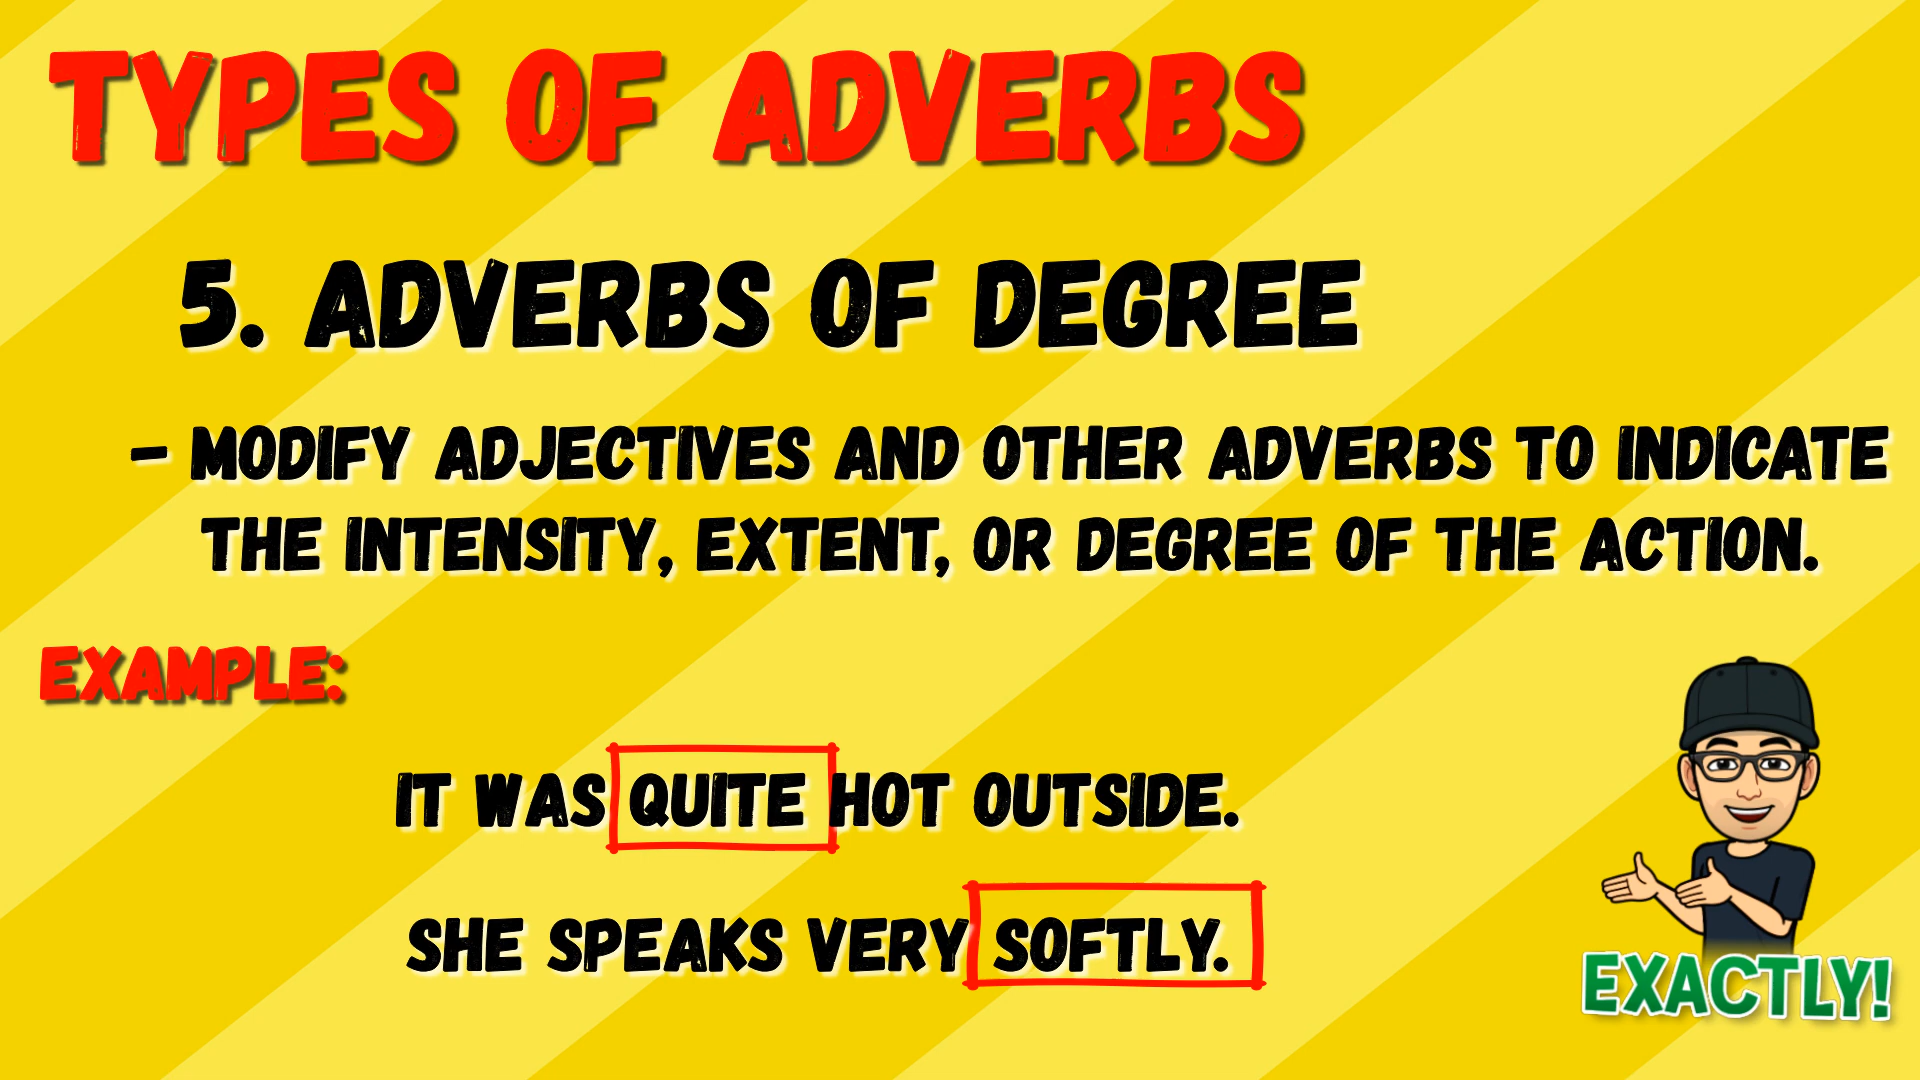 TYPES OF ADVERBS
5. ADVERBS OF DEGREE
- MODIFY ADJECTIVES AND OTHER ADVERBS TO INDICATE
THE INTENSITY, EXTENT, OR DEGREE OF THE ACTION.
EXAMPLE:
IT WAS QUITE HOT OUTSIDE.
SHE SPEAKS VERY SOFTLY.
EXACTLY!